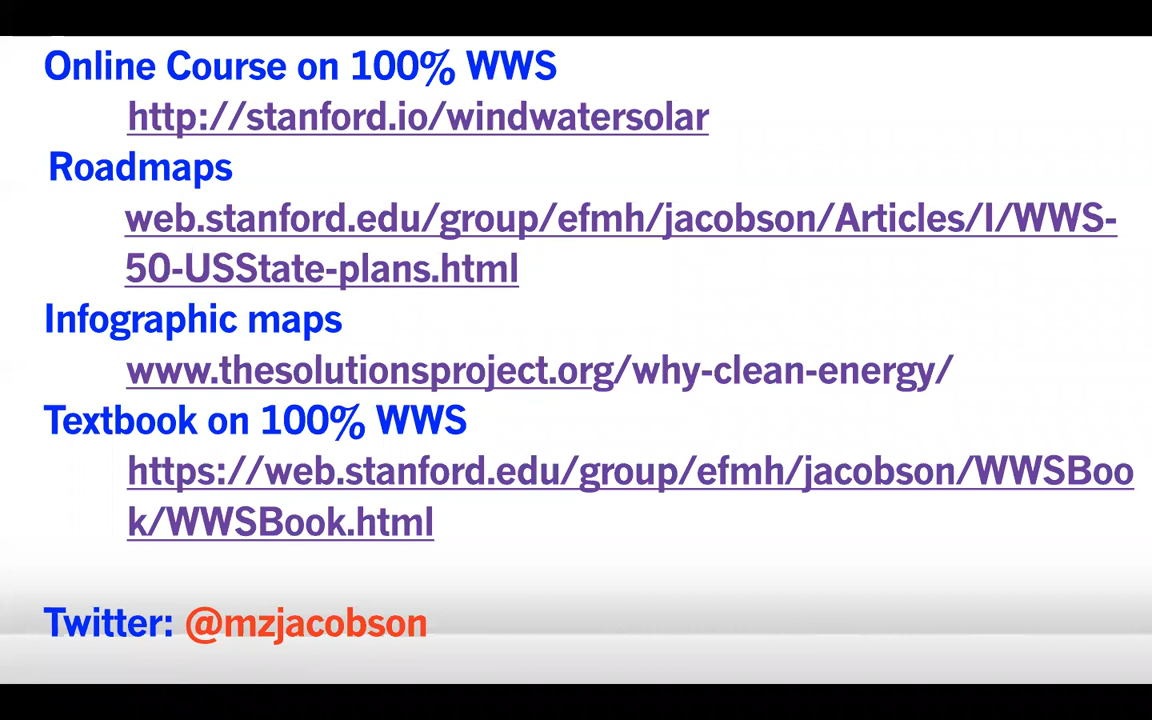 Online Course on 100% WWS
http://stanford.io/windwatersolar
Roadmaps
web.stanford.edu/group/efmh/jacobson/Articles/I/WWS-
50-USState-plans.html
Infographic maps
www.thesolutionsproject.org/why-clean-energy/
Textbook on 100% WWS
https://web.stanford.edu/group/efmh/jacobson/WWSBoo
k/WWSBook.html
Twitter: @mzjacobson